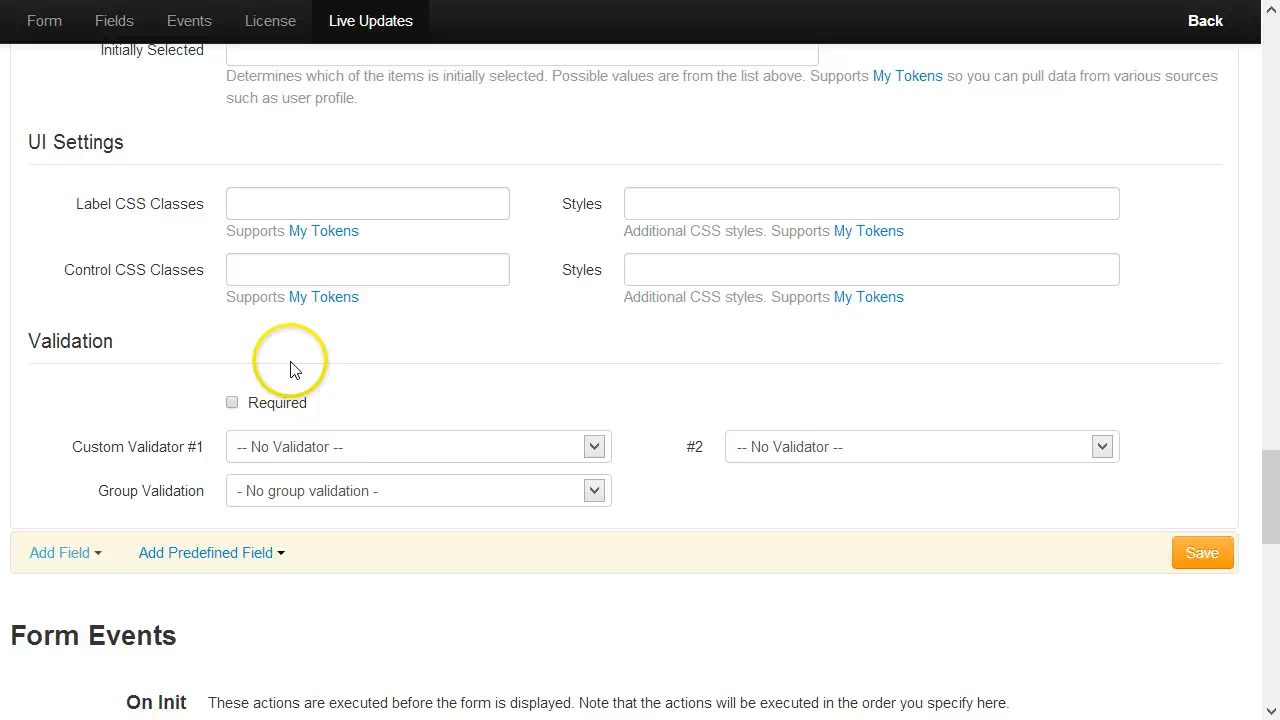 Form Fields Events License Live Updates Back
Initially Selected
Determines which of the items is initially selected. Possible values are from the list above. Supports My Tokens so you can pull data from various sources
such as user profile.
UI Settings
Label CSS Classes Styles
Supports My Tokens Additional CSS styles. Supports My Tokens
Control CSS Classes Styles
Supports My Tokens Additional CSS styles. Supports My Tokens
Validation
Required
Custom Validator #1 -- No Validator -- #2 -- No Validator --
Group Validation - No group validation -
Add Field Add Predefined Field Save
Form Events
On Init These actions are executed before the form is displayed. Note that the actions will be executed in the order you specify here.